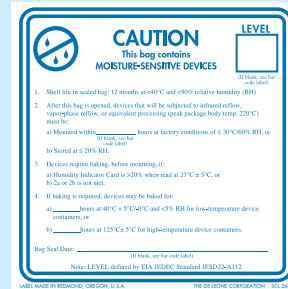 CAUTION
LEVEL
This bag contains
MOISTURE-SENSITIVE DEVICES
(If blank, see bar
code label)
1. Shelf life in sealed bag: 12 months at <40°C and <90% relative humidity (RH)
2. After this bag is opened, devices that will be subjected to infrared reflow,
vapor-phase reflow, or equivalent processing (peak package body temp. 220°C)
must be:
a) Mounted within______ hours at factory conditions of ≤ 30°C/60% RH, or
(If blank, see bar
code label)
b) Stored at ≤ 20% RH.
3. Devices require baking, before mounting, if:
a) Humidity Indicator Card is >20% when read at 23°C ± 5°C, or
b) 2a or 2b is not met.
4. If baking is required, devices may be baked for:
a)______hours at 40°C + 5°C/-0°C and <5% RH for low-temperature device
containers, or
b)______hours at 125°C± 5°C for high-temperature device containers.
Bag Seal Date: ______
(If blank, see bar code label)
Note: LEVEL defined by EIA JEDEC Standard JESD22-A112
LABEL MADE IN REDMOND, OREGON, U.S.A.
THE DE LEONE CORPORATION SCL 26